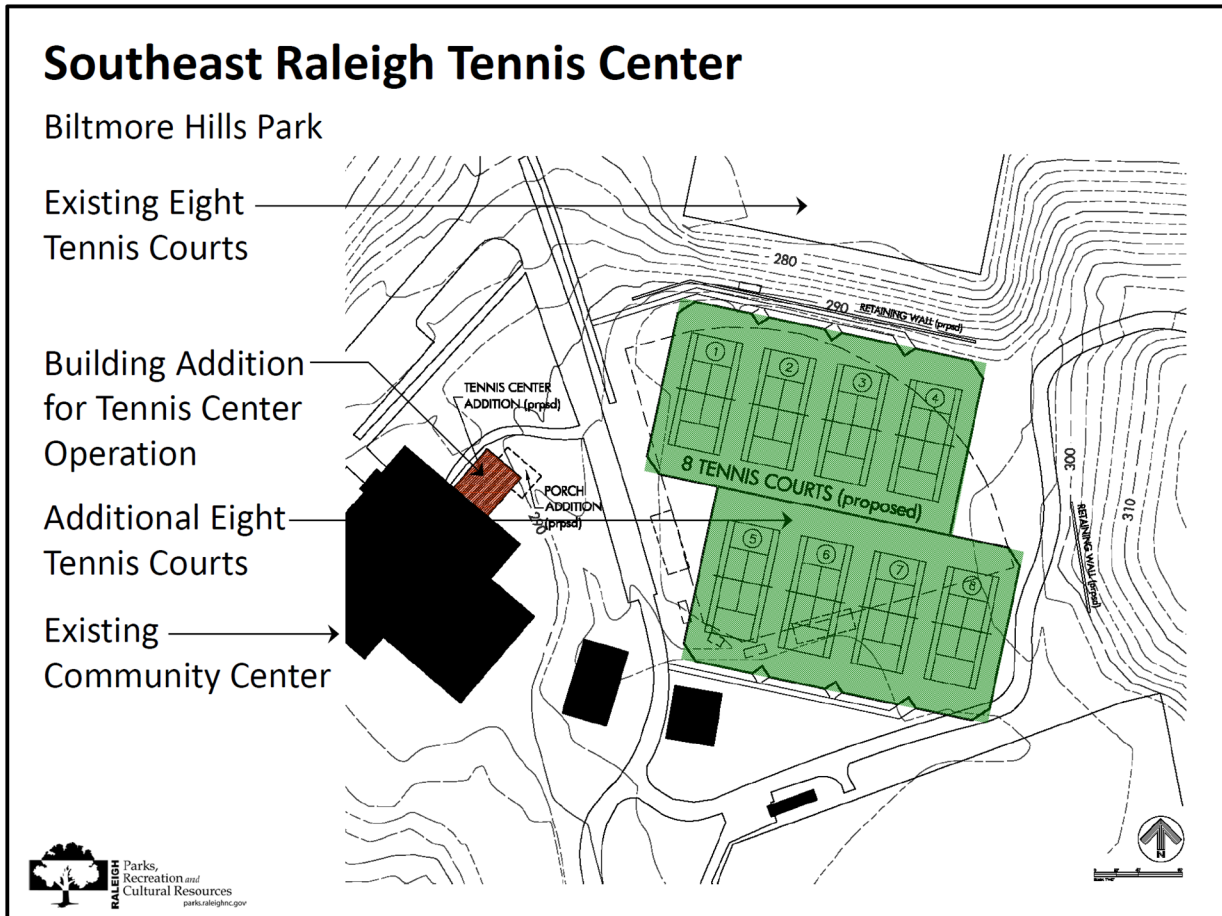 Southeast Raleigh Tennis Center
Biltmore Hills Park
Existing Eight
Tennis Courts
Building Addition
for Tennis Center
Operation
Additional Eight
Tennis Courts
Existing
Community Center
280
290
RETAINING WALL (prpsd)
TENNIS CENTER
ADDITION (prpsd)
PORCH
ADDITION
(prpsd)
290
1
2
3
4
8 TENNIS COURTS (proposed)
5
6
7
8
300
310
RETAINING WALL (prpsd)
N
RALEIGH
Parks,
Recreation and
Cultural Resources
parks.raleighnc.gov